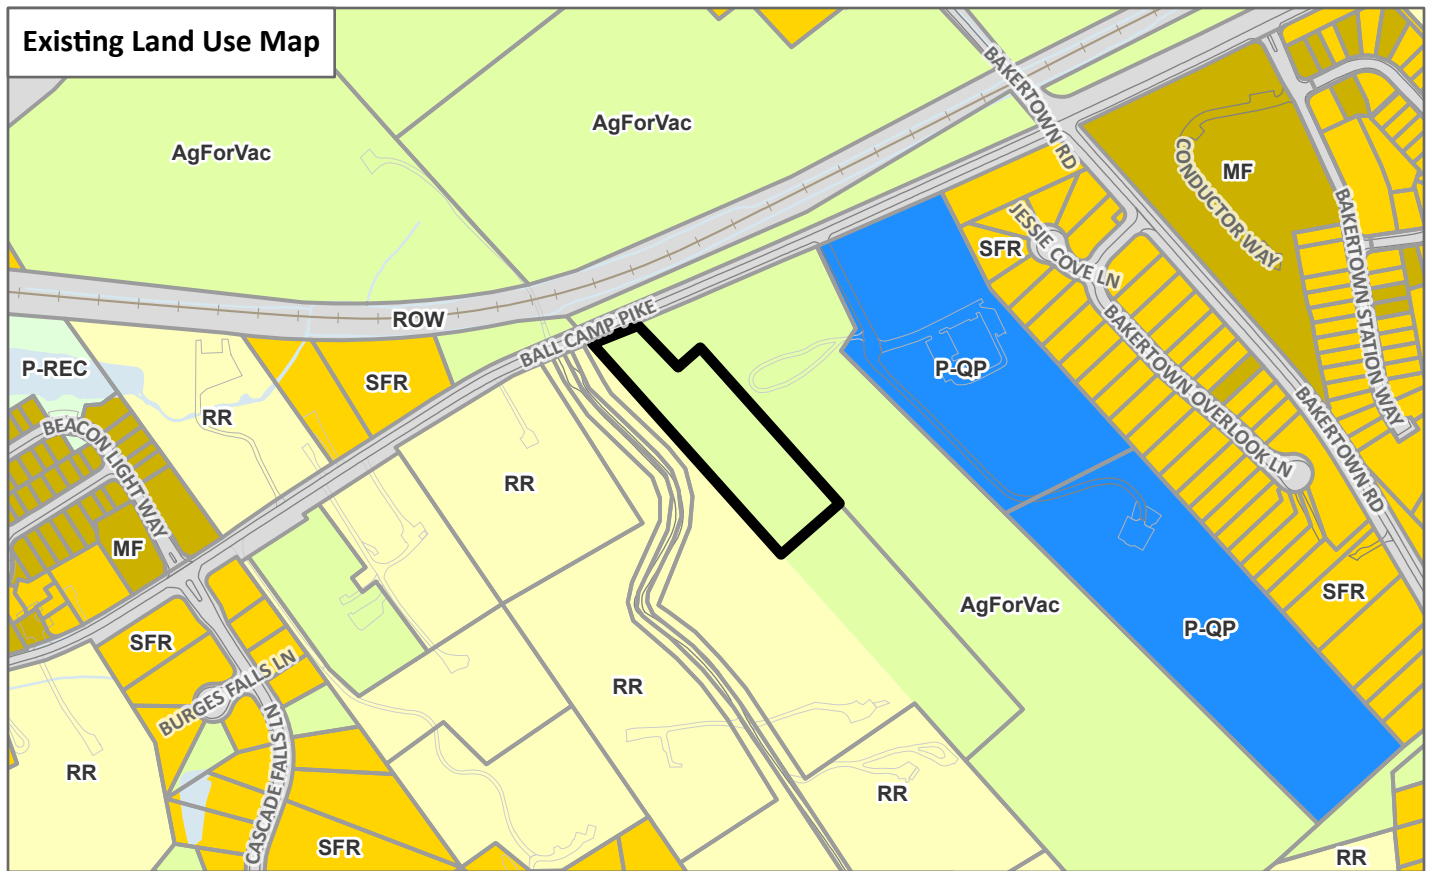 Existing Land Use Map
AgForVac
AgForVac
BAKERTOWN RD
MF
CONDUCTOR WAY
BAKERTOWN STATION WAY
JESSIE COVE LN
SFR
ROW
BALL CAMP PIKE
P-REC
SFR
P-QP
BAKERTOWN OVERLOOK LN
RR
BEACON LIGHT WAY
RR
BAKERTOWN RD
MF
SFR
AgForVac
SFR
P-QP
BURGES FALLS LN
RR
CASCADE FALLS LN
RR
RR
SFR
RR